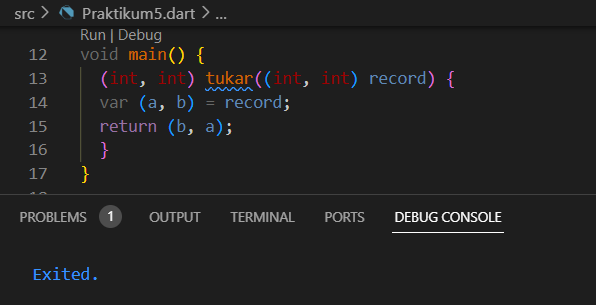 src > Praktikum5.dart > ...
Run | Debug
12 void main() {
13 (int, int) tukar((int, int) record) {
14 var (a, b) = record;
15 return (b, a);
16 }
17 }
PROBLEMS 1 OUTPUT TERMINAL PORTS DEBUG CONSOLE
Exited.